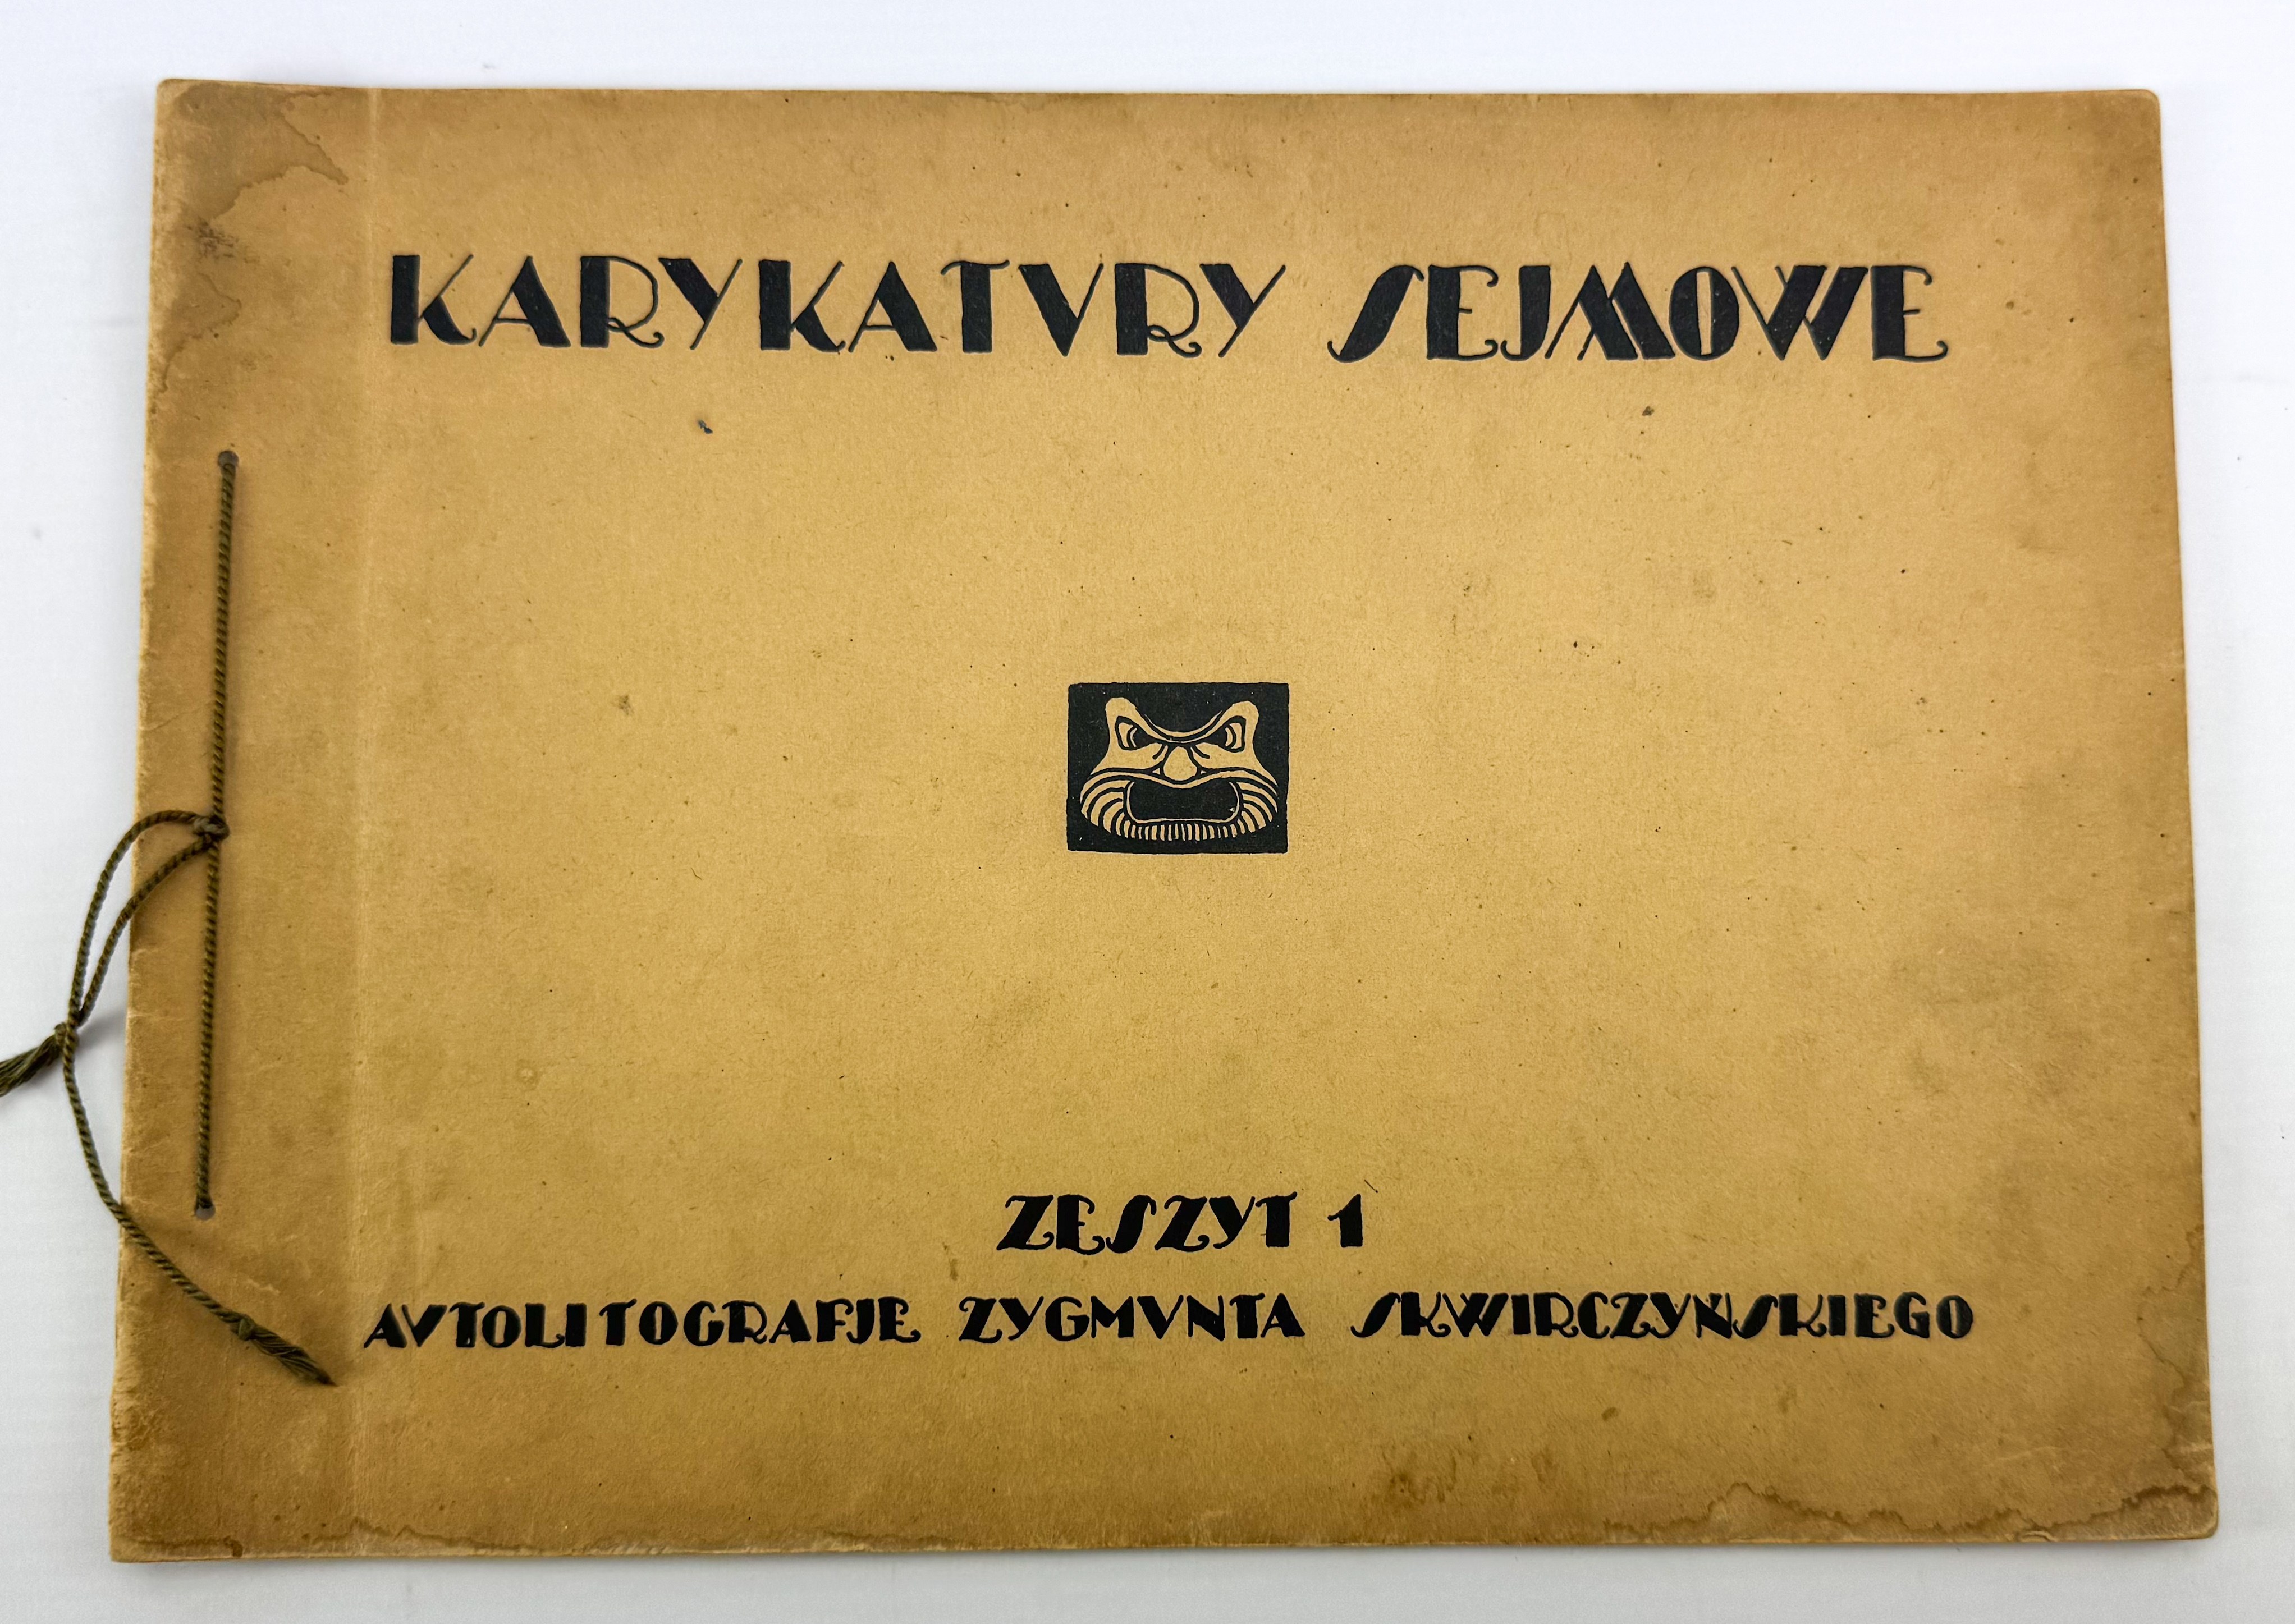 KARYKATVRY SEJMOWE
ZESZYT 1
AVTOLITOGRAFJE ZYGMVNTA SKWIRCZYŃSKIEGO